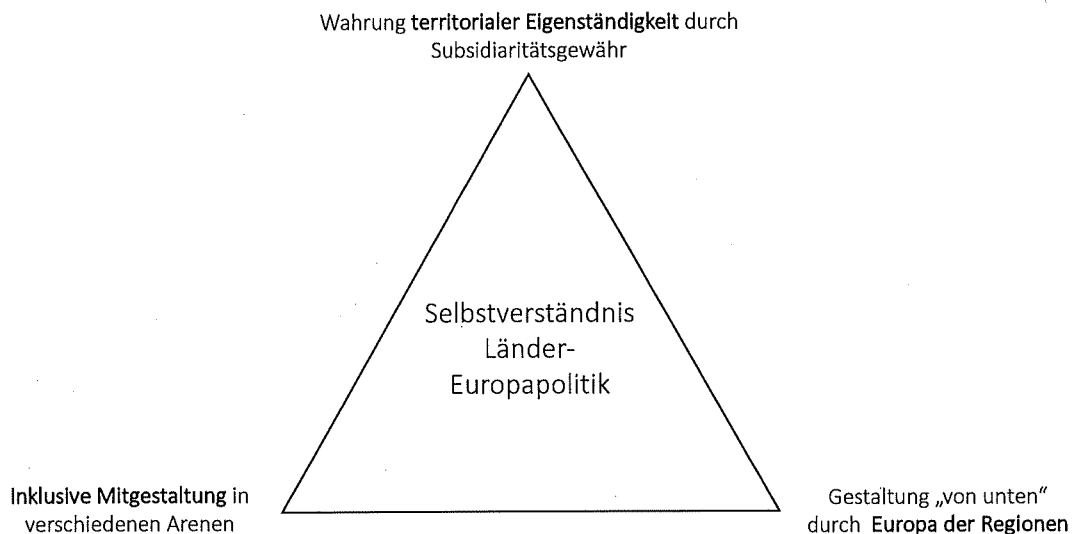 Wahrung territorialer Eigenständigkeit durch
Subsidiaritätsgewähr
Selbstverständnis
Länder-
Europapolitik
Inklusive Mitgestaltung in
verschiedenen Arenen
Gestaltung „von unten“
durch Europa der Regionen